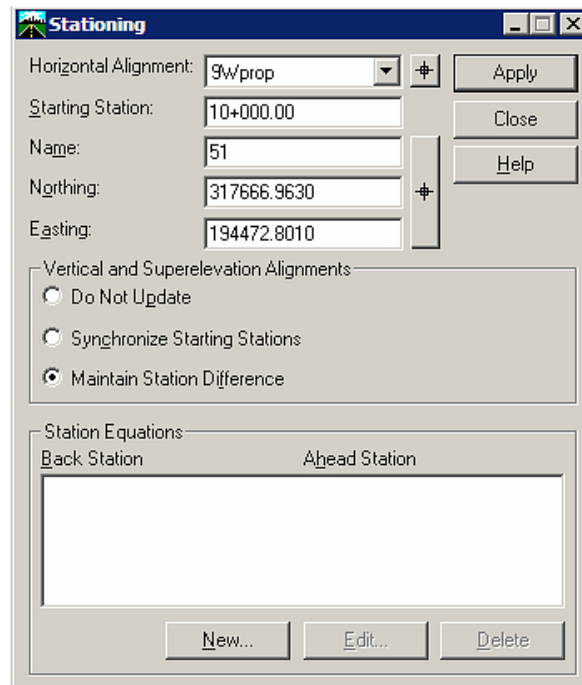 Stationing
Horizontal Alignment: 9Wprop
Apply
Starting Station: 10+000.00
Close
Name: 51
Help
Northing: 317666.9630
Easting: 194472.8010
Vertical and Superelevation Alignments
Do Not Update
Synchronize Starting Stations
Maintain Station Difference
Station Equations
Back Station Ahead Station
New... Edit... Delete